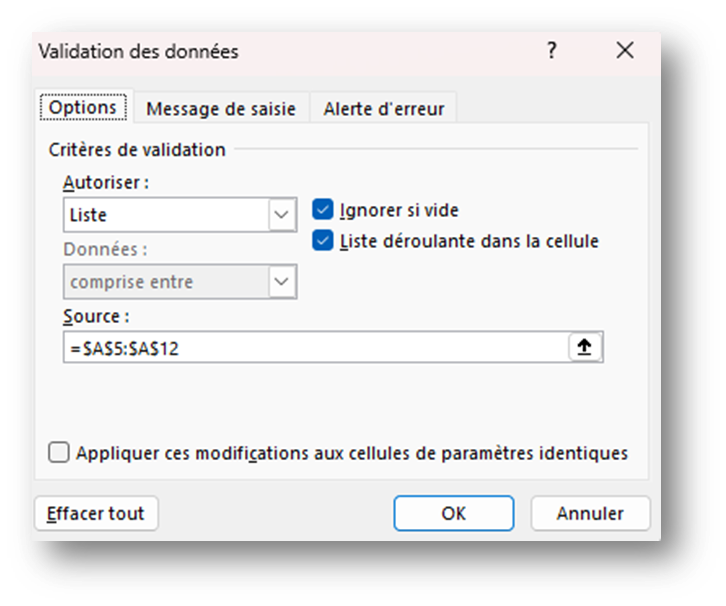 Validation des données ?
Options Message de saisie Alerte d'erreur
Critères de validation
Autoriser :
Liste
Ignorer si vide
Données :
Liste déroulante dans la cellule
comprise entre
Source :
=$A$5:$A$12
Appliquer ces modifications aux cellules de paramètres identiques
Effacer tout OK Annuler